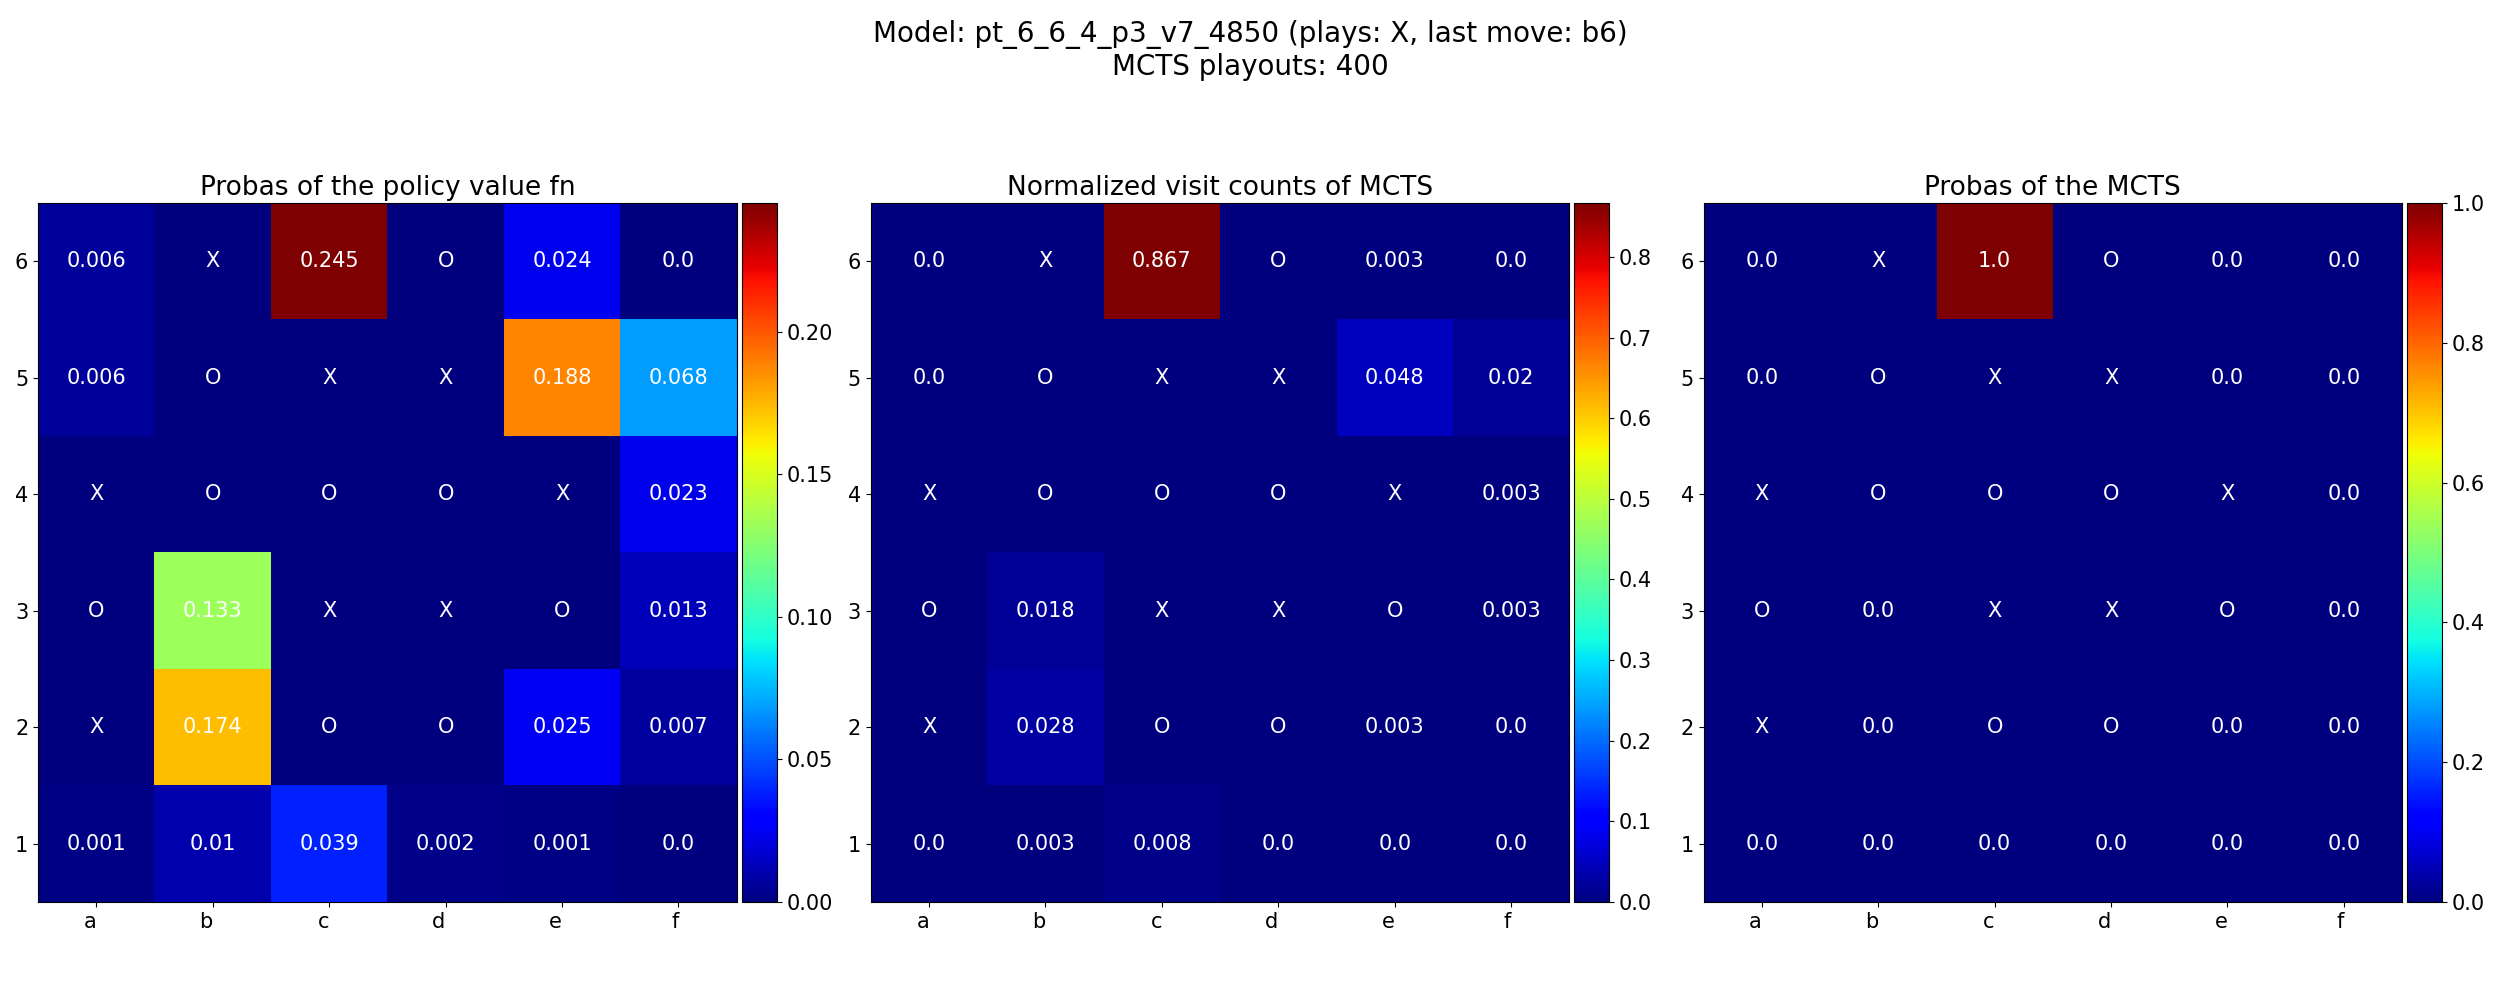 Model: pt_6_6_4_p3_v7_4850 (plays: X, last move: b6)
MCTS playouts: 400
Probas of the policy value fn
6 0.006 X 0.245 O 0.024 0.0
5 0.006 O X X 0.188 0.068
4 X O O O X 0.023
3 O 0.133 X X O 0.013
2 X 0.174 O O 0.025 0.007
1 0.001 0.01 0.039 0.002 0.001 0.0
a b c d e f
0.20
0.15
0.10
0.05
0.00
Normalized visit counts of MCTS
6 0.0 X 0.867 O 0.003 0.0
5 0.0 O X X 0.048 0.02
4 X O O O X 0.003
3 O 0.018 X X O 0.003
2 X 0.028 O O 0.003 0.0
1 0.0 0.003 0.008 0.0 0.0 0.0
a b c d e f
0.8
0.7
0.6
0.5
0.4
0.3
0.2
0.1
0.0
Probas of the MCTS
6 0.0 X 1.0 O 0.0 0.0
5 0.0 O X X 0.0 0.0
4 X O O O X 0.0
3 O 0.0 X X O 0.0
2 X 0.0 O O 0.0 0.0
1 0.0 0.0 0.0 0.0 0.0 0.0
a b c d e f
1.0
0.8
0.6
0.4
0.2
0.0